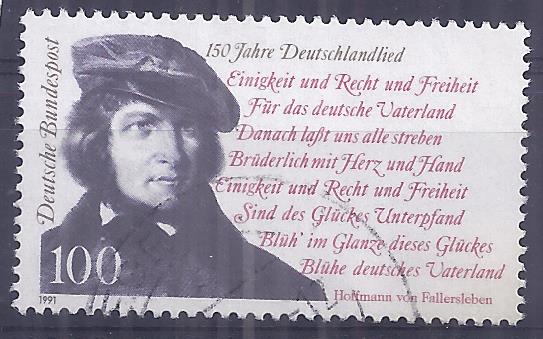 Deutsche Bundespost
150 Jahre Deutschlandlied
Einigkeit und Recht und Freiheit
Für das deutsche Vaterland
Danach laßt uns alle streben
Brüderlich mit Herz und Hand
Einigkeit und Recht und Freiheit
Sind des Glückes Unterpfand
Blüh' im Glanze dieses Glückes
Blühe deutsches Vaterland
Hoffmann von Fallersleben
100
1991